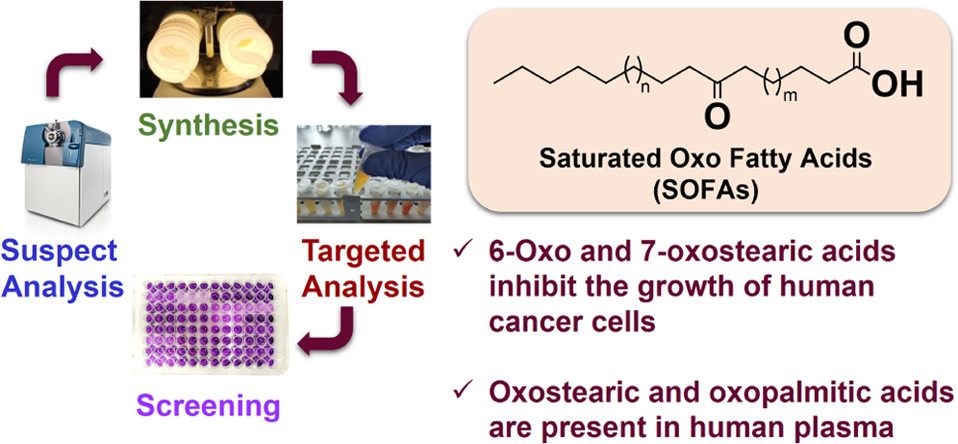 Synthesis
Suspect
Analysis
Targeted
Analysis
Screening
O
OH
n
m
O
Saturated Oxo Fatty Acids
(SOFAs)
✓ 6-Oxo and 7-oxostearic acids
inhibit the growth of human
cancer cells
✓ Oxostearic and oxopalmitic acids
are present in human plasma